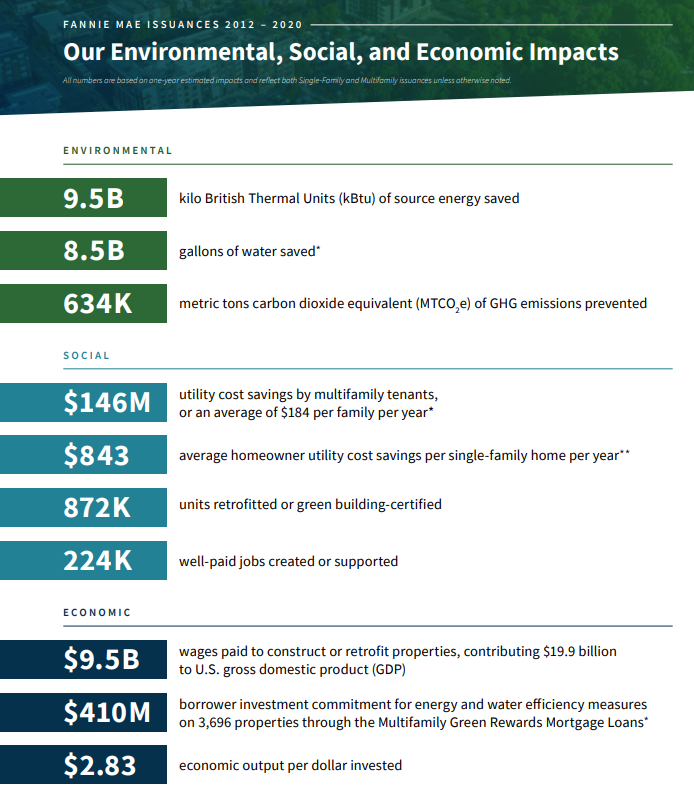 FANNIE MAE ISSUANCES 2012 – 2020
Our Environmental, Social, and Economic Impacts
All numbers are based on one-year estimated impacts and reflect both Single-Family and Multifamily issuances unless otherwise noted.
ENVIRONMENTAL
9.5B kilo British Thermal Units (kBtu) of source energy saved
8.5B gallons of water saved*
634K metric tons carbon dioxide equivalent (MTCO2e) of GHG emissions prevented
SOCIAL
$146M utility cost savings by multifamily tenants,
or an average of $184 per family per year*
$843 average homeowner utility cost savings per single-family home per year**
872K units retrofitted or green building-certified
224K well-paid jobs created or supported
ECONOMIC
$9.5B wages paid to construct or retrofit properties, contributing $19.9 billion
to U.S. gross domestic product (GDP)
$410M borrower investment commitment for energy and water efficiency measures
on 3,696 properties through the Multifamily Green Rewards Mortgage Loans*
$2.83 economic output per dollar invested